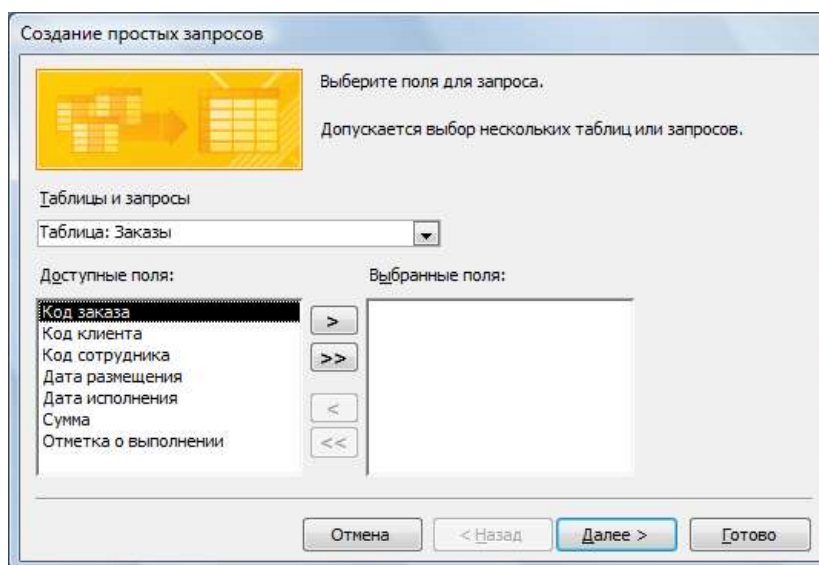 Создание простых запросов
Выберите поля для запроса.
Допускается выбор нескольких таблиц или запросов.
Таблицы и запросы
Таблица: Заказы
Доступные поля:
Выбранные поля:
Код заказа
Код клиента
Код сотрудника
Дата размещения
Дата исполнения
Сумма
Отметка о выполнении
>
>>
<
<<
Отмена
< Назад
Далее >
Готово